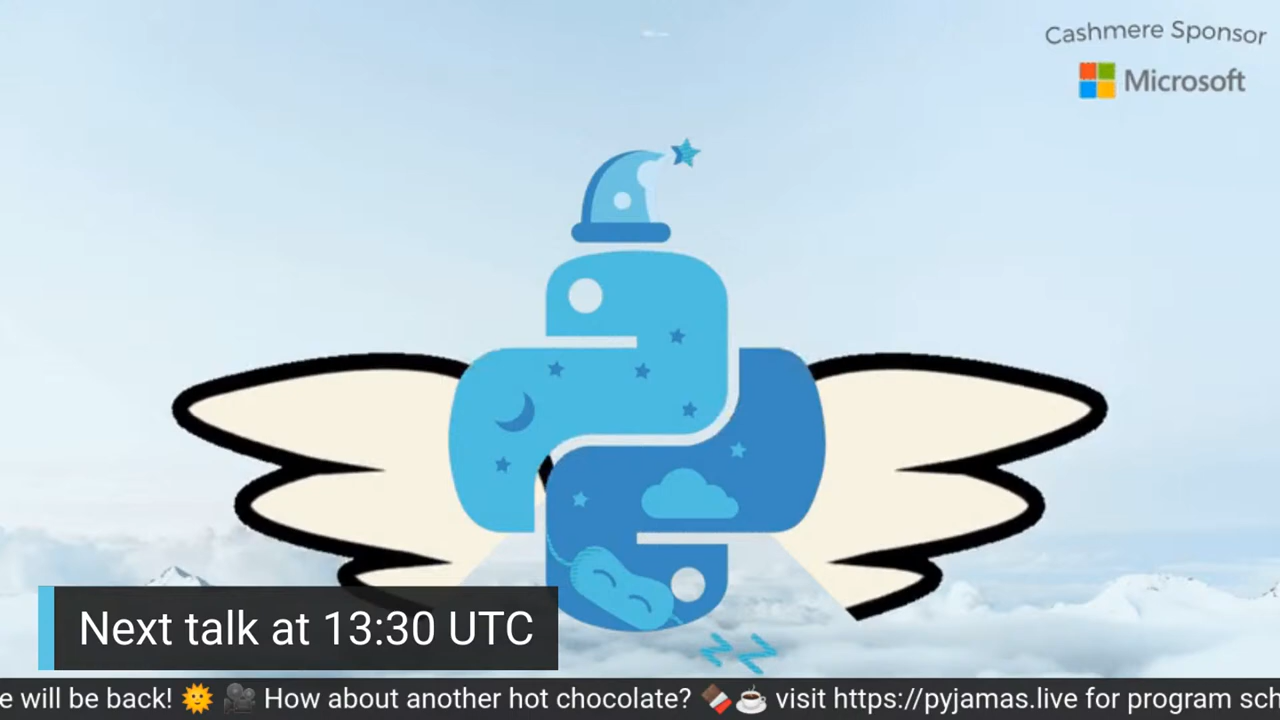 Cashmere Sponsor
Microsoft
Next talk at 13:30 UTC
e will be back! 🌞 🎥 How about another hot chocolate? 🍫☕ visit https://pyjamas.live for program sch